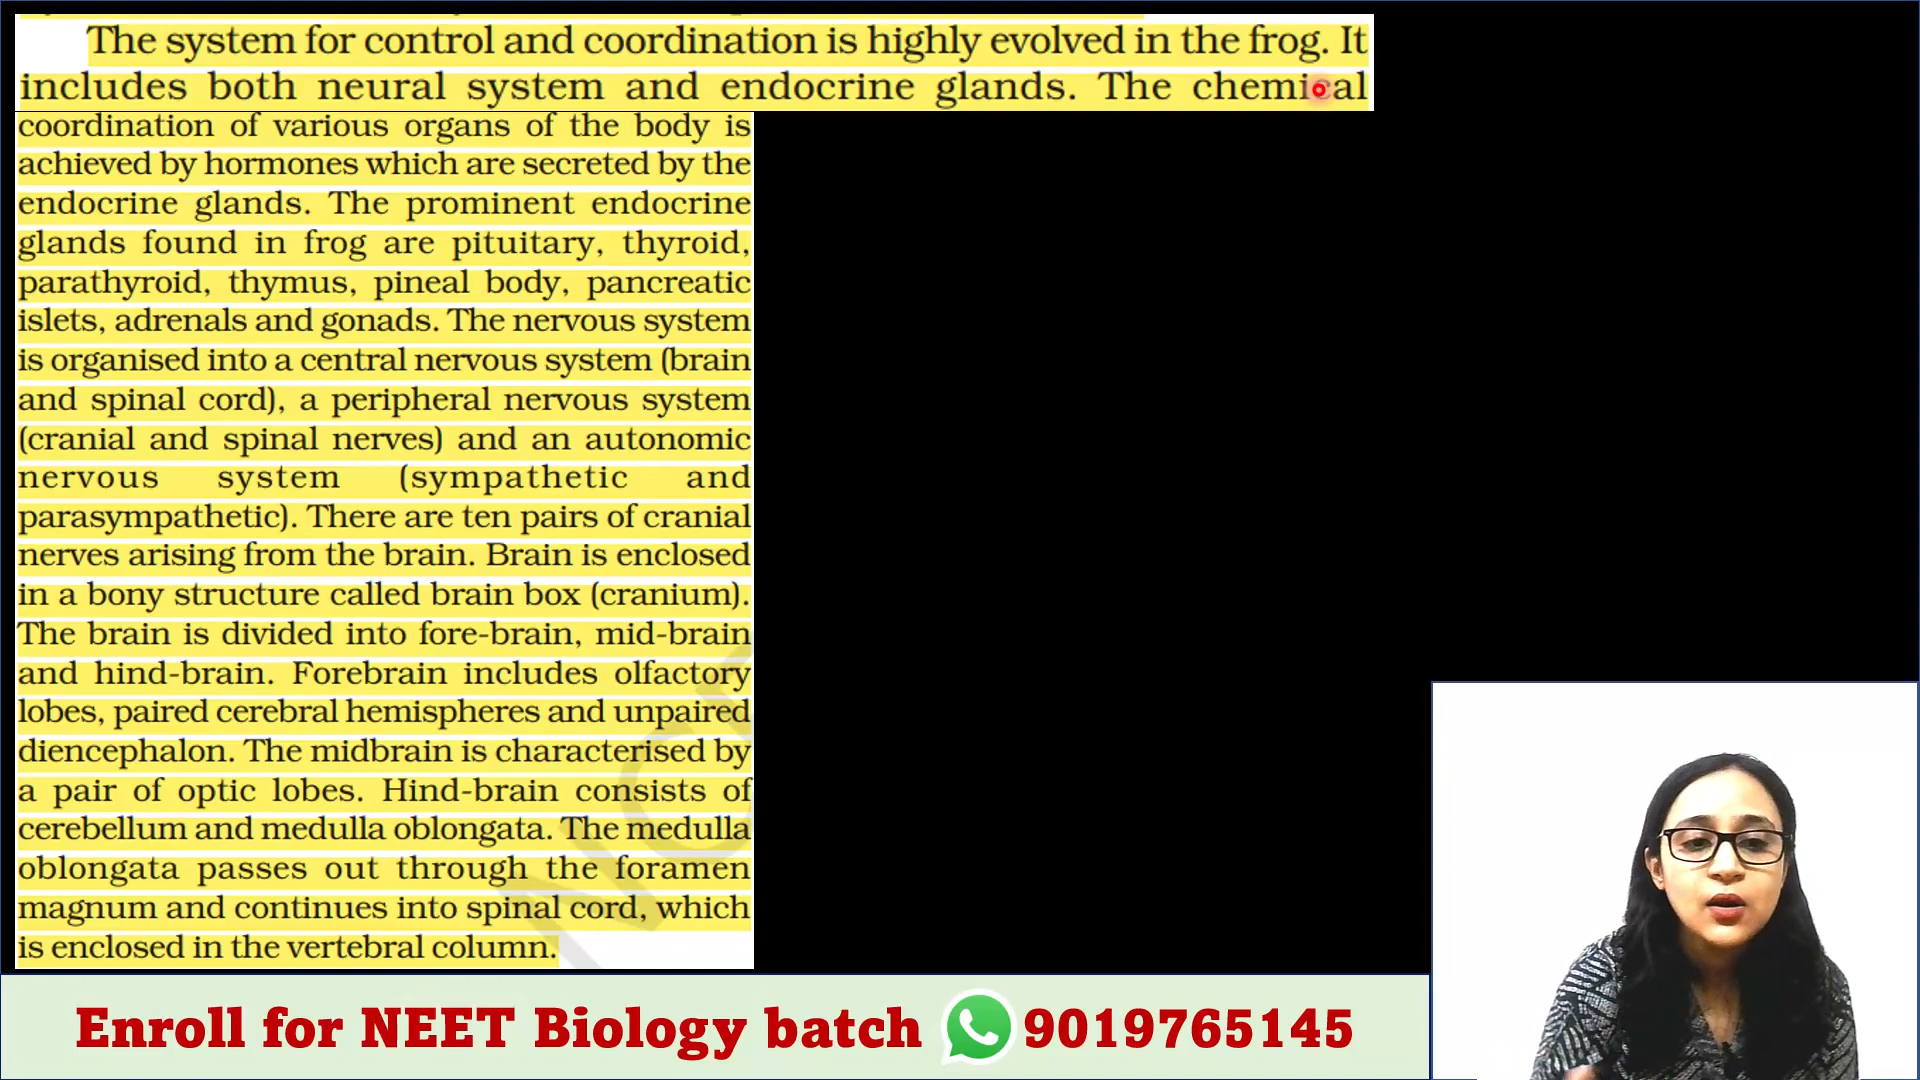 The system for control and coordination is highly evolved in the frog. It
includes both neural system and endocrine glands. The chemical
coordination of various organs of the body is
achieved by hormones which are secreted by the
endocrine glands. The prominent endocrine
glands found in frog are pituitary, thyroid,
parathyroid, thymus, pineal body, pancreatic
islets, adrenals and gonads. The nervous system
is organised into a central nervous system (brain
and spinal cord), a peripheral nervous system
(cranial and spinal nerves) and an autonomic
nervous system (sympathetic and
parasympathetic). There are ten pairs of cranial
nerves arising from the brain. Brain is enclosed
in a bony structure called brain box (cranium).
The brain is divided into fore-brain, mid-brain
and hind-brain. Forebrain includes olfactory
lobes, paired cerebral hemispheres and unpaired
diencephalon. The midbrain is characterised by
a pair of optic lobes. Hind-brain consists of
cerebellum and medulla oblongata. The medulla
oblongata passes out through the foramen
magnum and continues into spinal cord, which
is enclosed in the vertebral column.
Enroll for NEET Biology batch 9019765145